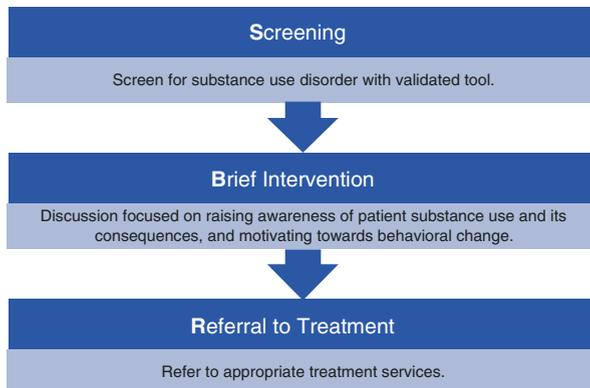 Screening
Screen for substance use disorder with validated tool.
Brief Intervention
Discussion focused on raising awareness of patient substance use and its
consequences, and motivating towards behavioral change.
Referral to Treatment
Refer to appropriate treatment services.